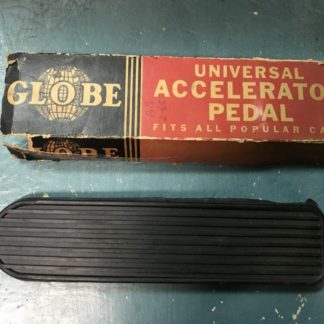 GLOBE
UNIVERSAL
ACCELERATO
PEDAL
FITS ALL POPULAR CA
GLOBE